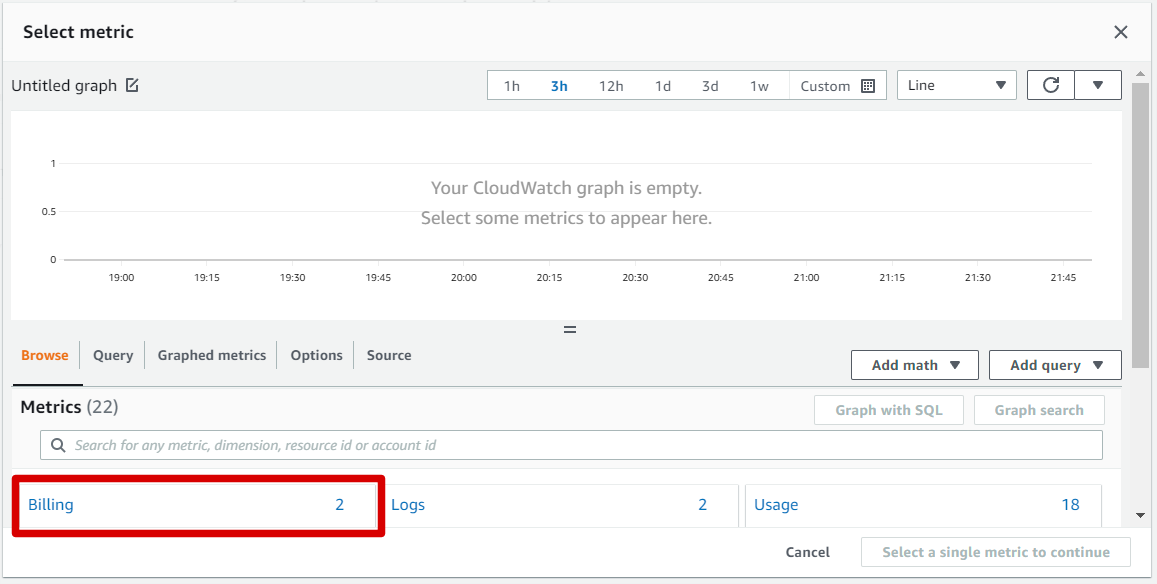 Select metric
Untitled graph
1h 3h 12h 1d 3d 1w Custom Line
1
Your CloudWatch graph is empty.
0.5
Select some metrics to appear here.
0
19:00 19:15 19:30 19:45 20:00 20:15 20:30 20:45 21:00 21:15 21:30 21:45
Browse Query Graphed metrics Options Source
Add math Add query
Metrics (22)
Graph with SQL Graph search
Search for any metric, dimension, resource id or account id
Billing 2 Logs 2 Usage 18
Cancel Select a single metric to continue